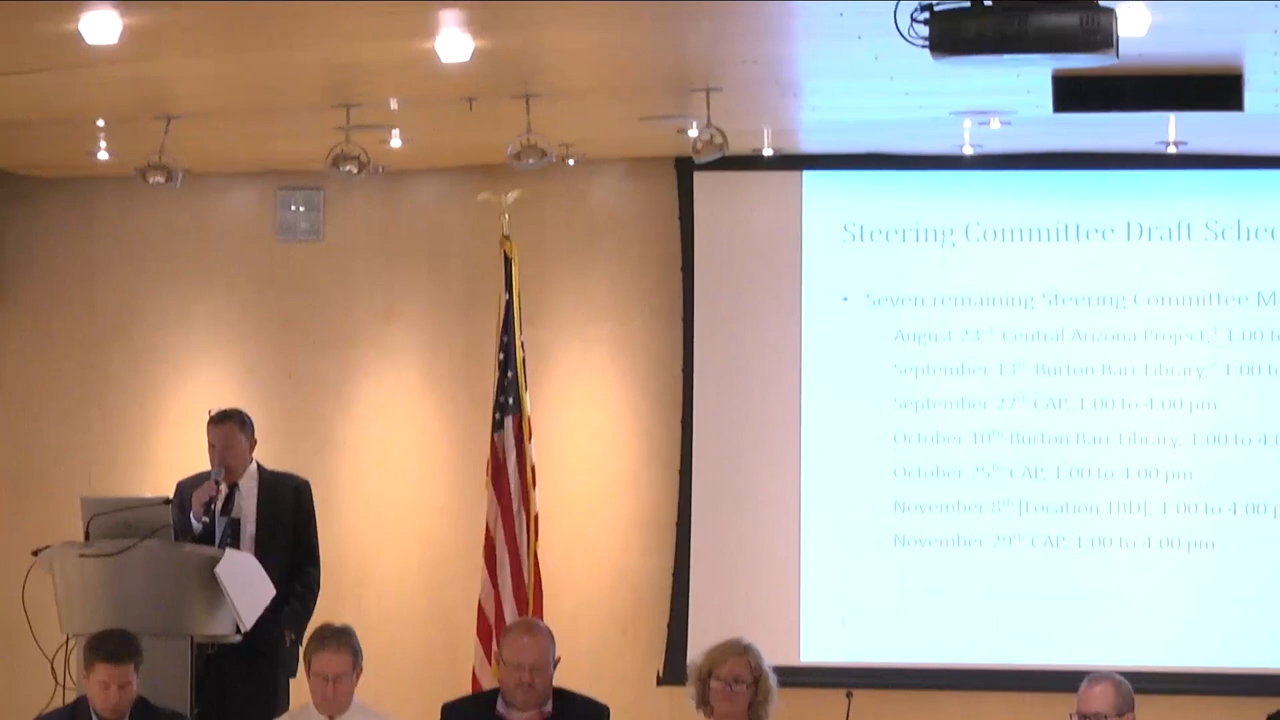 Steering Committee Draft Sched
• Seven remaining Steering Committee M
August 23rd Central Arizona Project, 1:00 to
September 13th Burton Barr Library, 1:00 to
September 27th CAP, 1:00 to 4:00 pm
October 10th Burton Barr Library, 1:00 to 4:0
October 25th CAP, 1:00 to 4:00 pm
November 8th [Location TBD], 1:00 to 4:00 p
November 29th CAP, 1:00 to 4:00 pm